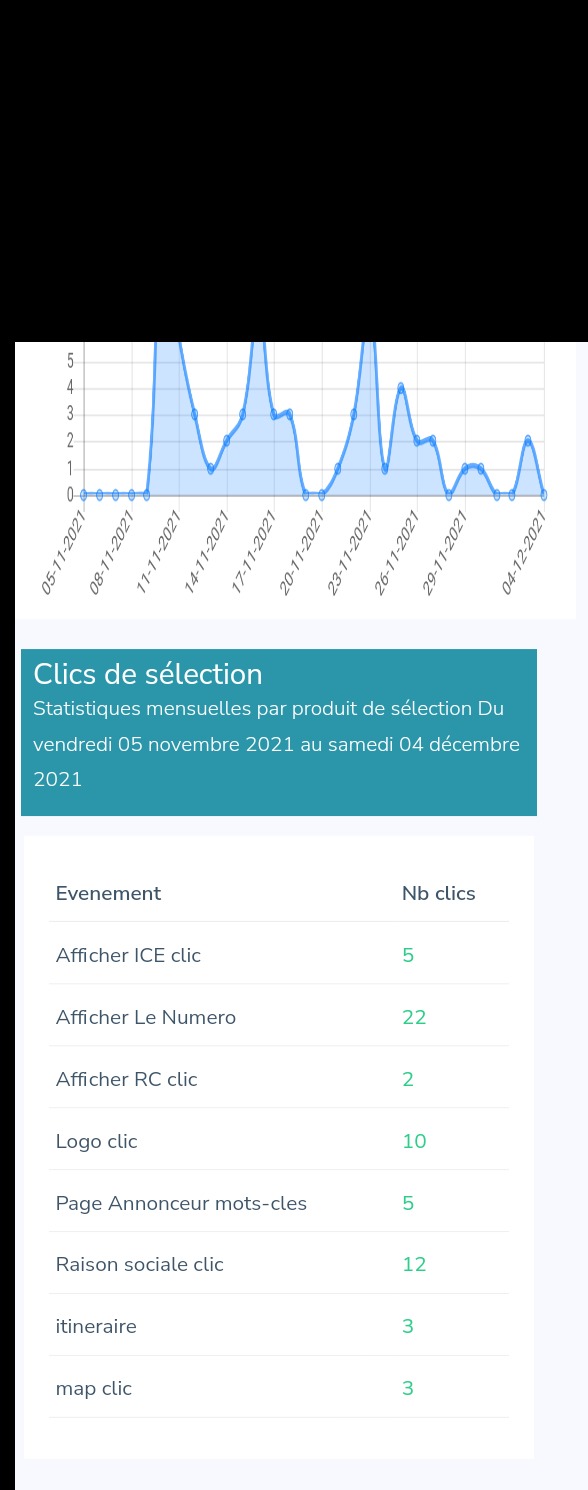 5
4
3
2
1
0
05-11-2021 08-11-2021 11-11-2021 14-11-2021 17-11-2021 20-11-2021 23-11-2021 26-11-2021 29-11-2021 04-12-2021
Clics de sélection
Statistiques mensuelles par produit de sélection Du
vendredi 05 novembre 2021 au samedi 04 décembre
2021
Evenement Nb clics
Afficher ICE clic 5
Afficher Le Numero 22
Afficher RC clic 2
Logo clic 10
Page Annonceur mots-cles 5
Raison sociale clic 12
itineraire 3
map clic 3